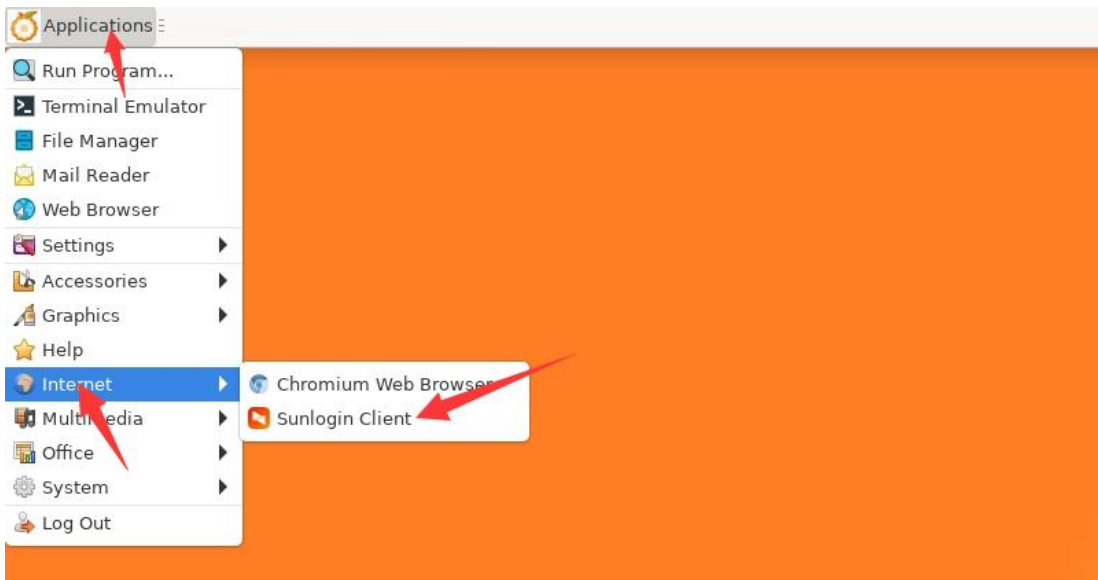 Applications
Run Program...
Terminal Emulator
File Manager
Mail Reader
Web Browser
Settings
Accessories
Graphics
Help
Internet
Chromium Web Browser
Sunlogin Client
Multimedia
Office
System
Log Out